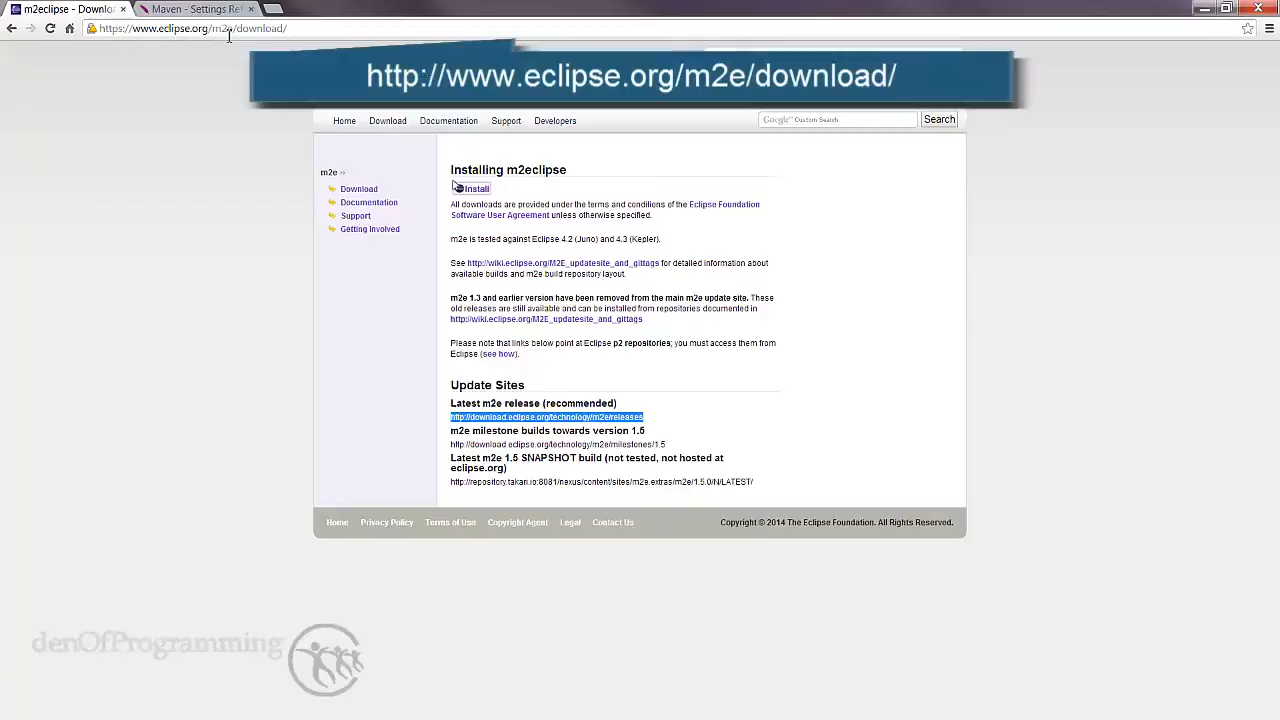 m2eclipse - Downlo
Maven - Settings Ref
https://www.eclipse.org/m2e/download/
http://www.eclipse.org/m2e/download/
Home Download Documentation Support Developers
Google™ Custom Search Search
m2e »
Download
Documentation
Support
Getting Involved
Installing m2eclipse
Install
All downloads are provided under the terms and conditions of the Eclipse Foundation
Software User Agreement unless otherwise specified.
m2e is tested against Eclipse 4.2 (Juno) and 4.3 (Kepler).
See http://wiki.eclipse.org/M2E_updatesite_and_gittags for detailed information about
available builds and m2e build repository layout.
m2e 1.3 and earlier version have been removed from the main m2e update site. These
old releases are still available and can be installed from repositories documented in
http://wiki.eclipse.org/M2E_updatesite_and_gittags
Please note that links below point at Eclipse p2 repositories; you must access them from
Eclipse (see how).
Update Sites
Latest m2e release (recommended)
http://download.eclipse.org/technology/m2e/releases
m2e milestone builds towards version 1.5
http://download.eclipse.org/technology/m2e/milestones/1.5
Latest m2e 1.5 SNAPSHOT build (not tested, not hosted at
eclipse.org)
http://repository.takari.io:8081/nexus/content/sites/m2e.extras/m2e/1.5.0/N/LATEST/
Home Privacy Policy Terms of Use Copyright Agent Legal Contact Us Copyright © 2014 The Eclipse Foundation. All Rights Reserved.
denOfProgramming